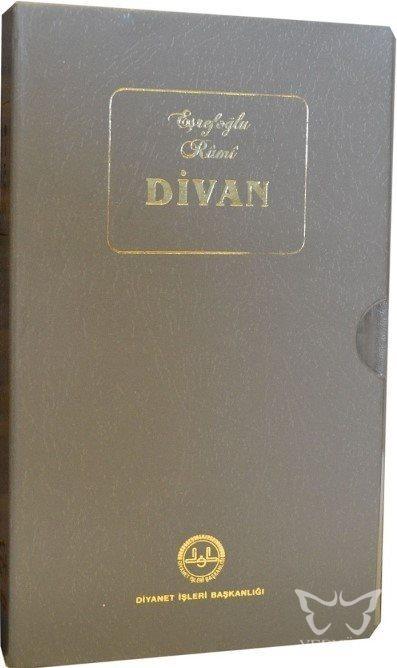 Eşrefoğlu
Rûmî
DİVAN
DİYANET İŞLERİ BAŞKANLIĞI